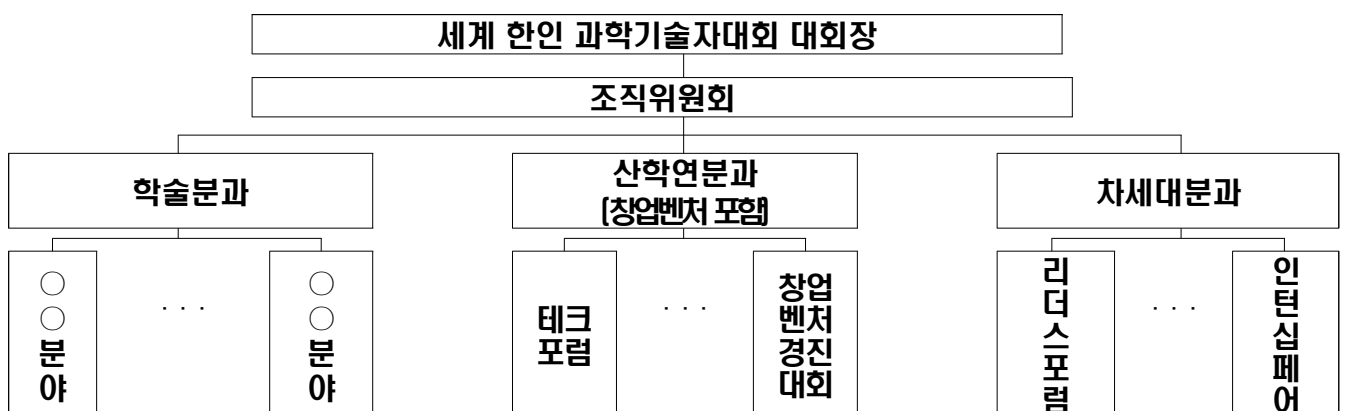 세계 한인 과학기술자대회 대회장
조직위원회
학술분과
산학연분과
(창업벤처 포함)
차세대분과
○○분야
· · ·
○○분야
테크
포럼
· · ·
창업
벤처
경진
대회
리더스포럼
· · ·
인턴십페어